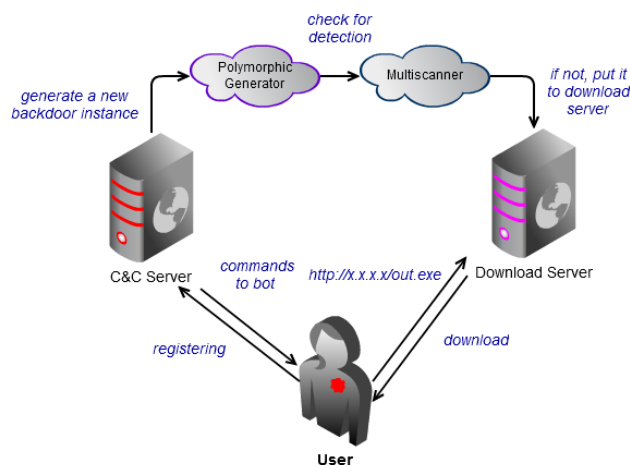 check for
detection
Polymorphic
Generator
Multiscanner
generate a new
backdoor instance
if not, put it
to download
server
C&C Server
Download Server
commands
to bot
http://x.x.x.x/out.exe
registering
download
User